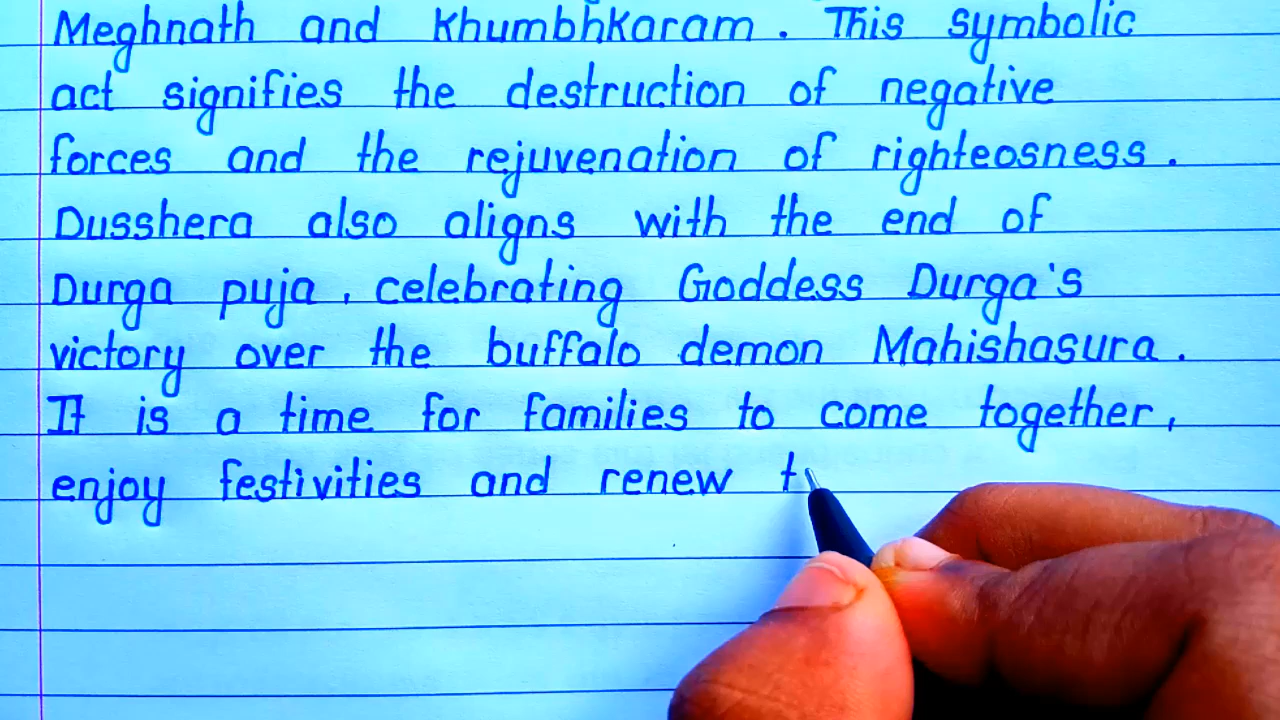 Meghnath and Khumbhkaram. This symbolic
act signifies the destruction of negative
forces and the rejuvenation of righteosness.
Dusshera also aligns with the end of
Durga puja, celebrating Goddess Durga's
victory over the buffalo demon Mahishasura.
It is a time for families to come together,
enjoy festivities and renew t